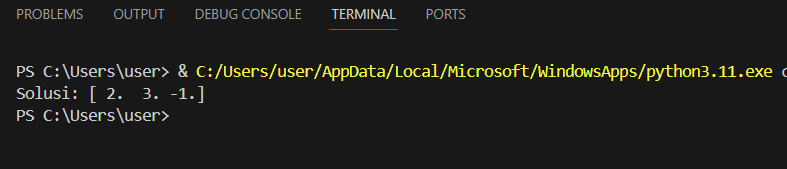 PROBLEMS OUTPUT DEBUG CONSOLE TERMINAL PORTS
PS C:\Users\user> & C:/Users/user/AppData/Local/Microsoft/WindowsApps/python3.11.exe
Solusi: [ 2.  3. -1.]
PS C:\Users\user>